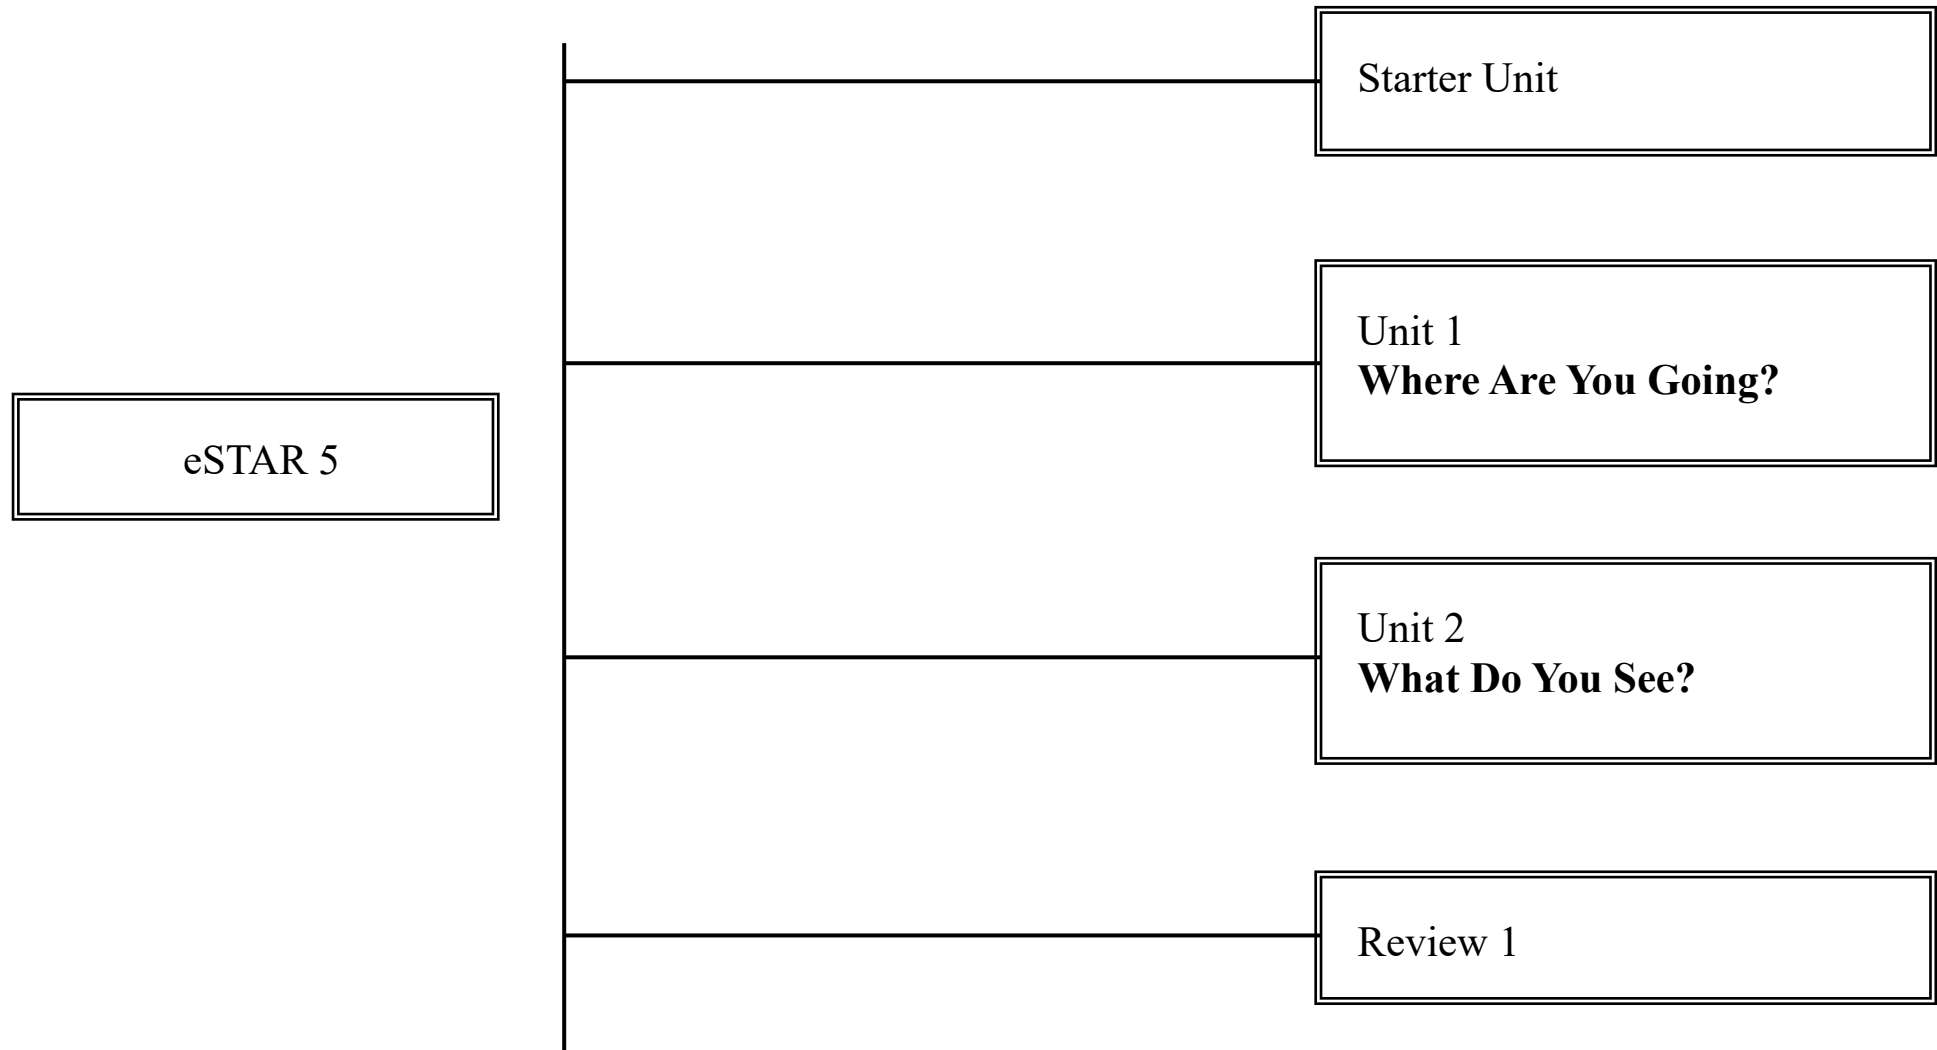 Starter Unit
Unit 1
Where Are You Going?
eSTAR 5
Unit 2
What Do You See?
Review 1